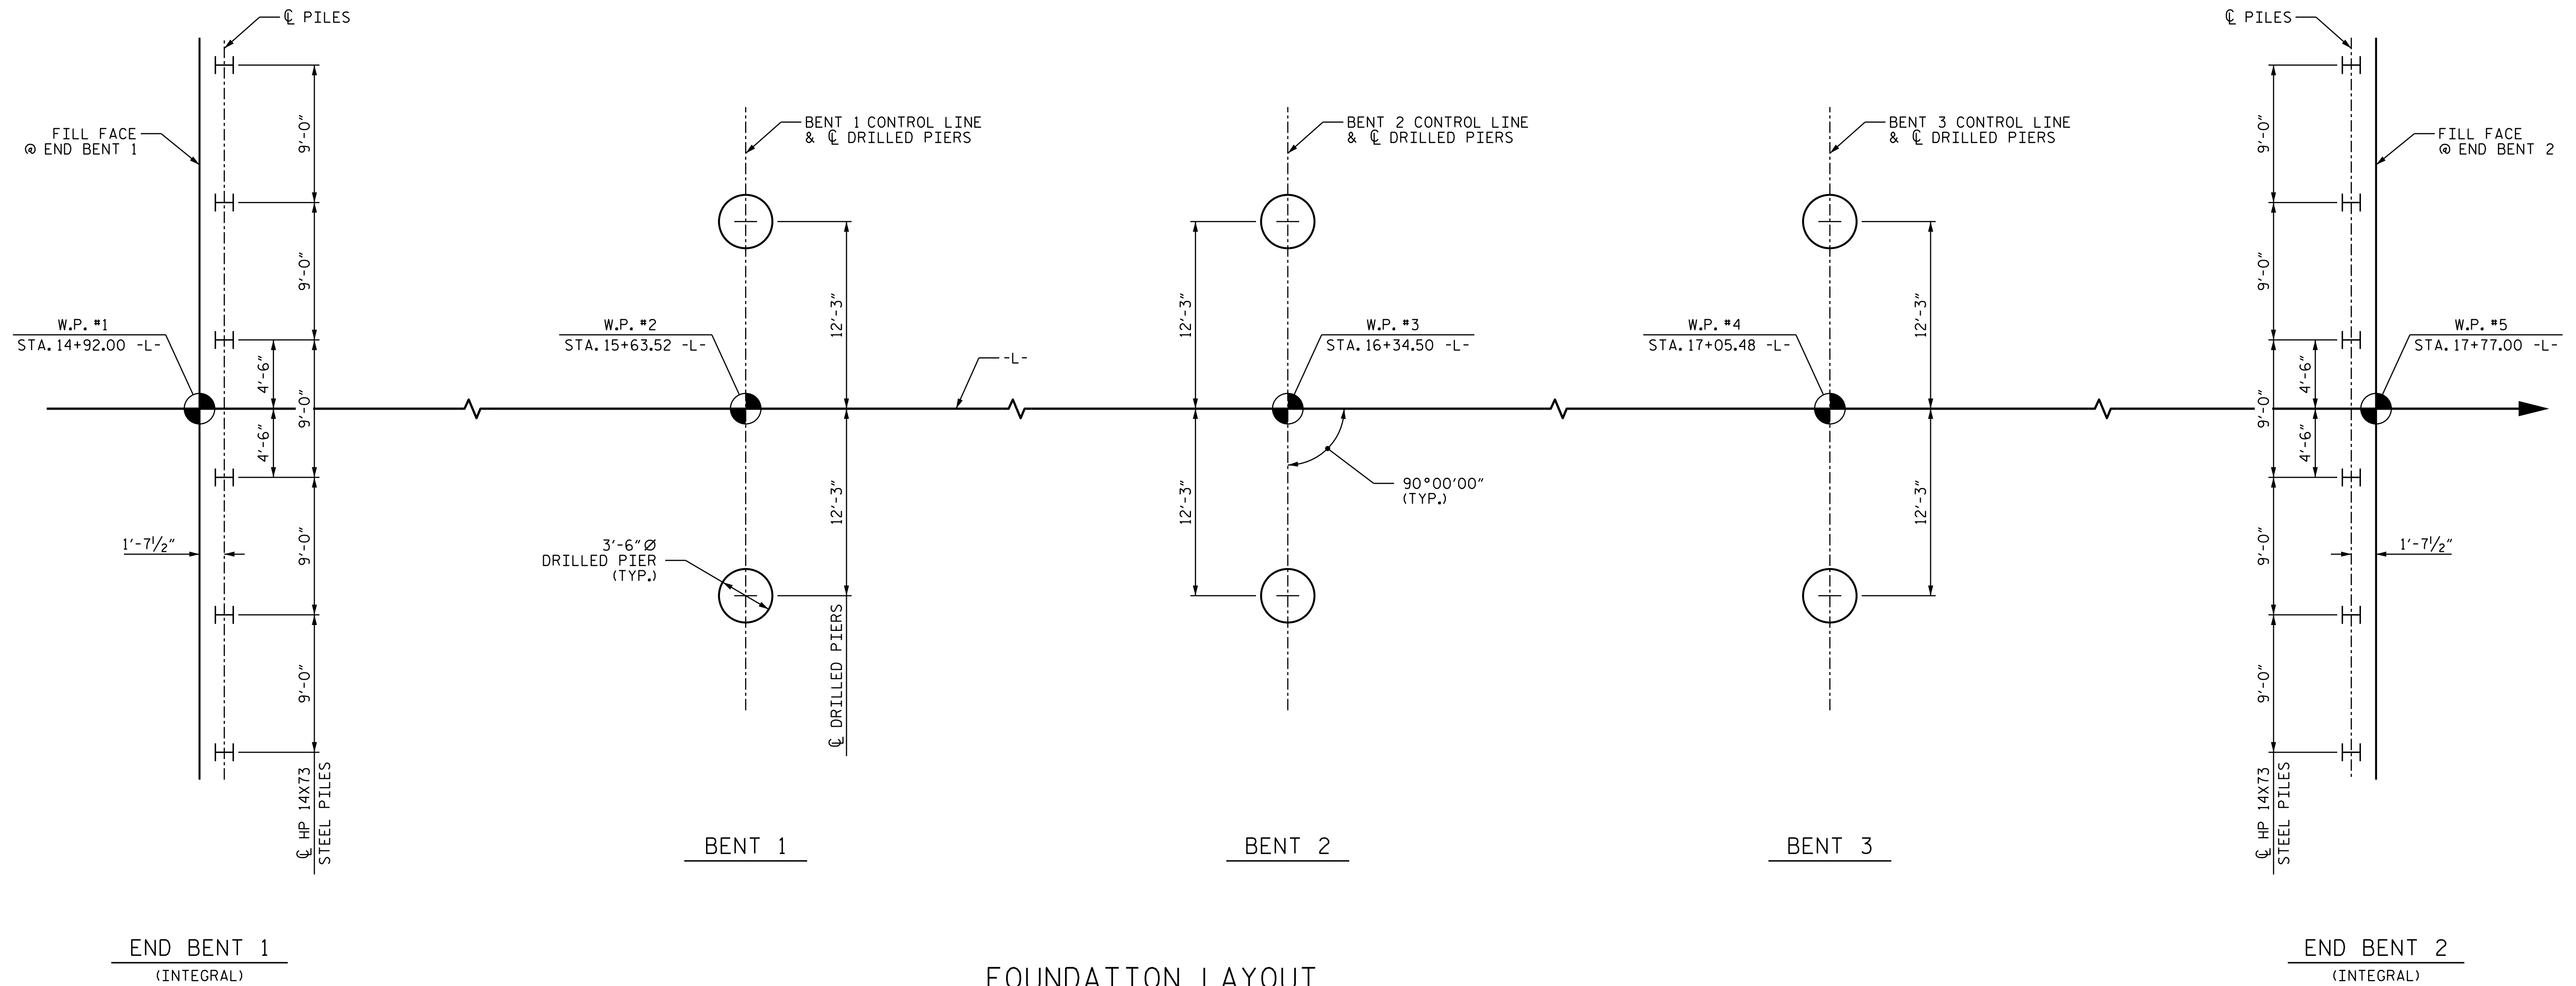 ℄ PILES
℄ PILES
FILL FACE
@ END BENT 1
BENT 1 CONTROL LINE
& ℄ DRILLED PIERS
BENT 2 CONTROL LINE
& ℄ DRILLED PIERS
BENT 3 CONTROL LINE
& ℄ DRILLED PIERS
FILL FACE
@ END BENT 2
9'-0"
9'-0"
9'-0"
9'-0"
9'-0"
4'-6"
4'-6"
W.P. #1
STA. 14+92.00 -L-
W.P. #2
STA. 15+63.52 -L-
12'-3"
12'-3"
-L-
12'-3"
12'-3"
W.P. #3
STA. 16+34.50 -L-
W.P. #4
STA. 17+05.48 -L-
12'-3"
12'-3"
9'-0"
9'-0"
9'-0"
9'-0"
9'-0"
4'-6"
4'-6"
W.P. #5
STA. 17+77.00 -L-
90°00'00"
(TYP.)
1'-7½"
3'-6"Ø
DRILLED PIER
(TYP.)
1'-7½"
℄ DRILLED PIERS
℄ HP 14X73
STEEL PILES
℄ HP 14X73
STEEL PILES
BENT 1
BENT 2
BENT 3
END BENT 1
(INTEGRAL)
END BENT 2
(INTEGRAL)
FOUNDATION LAYOUT